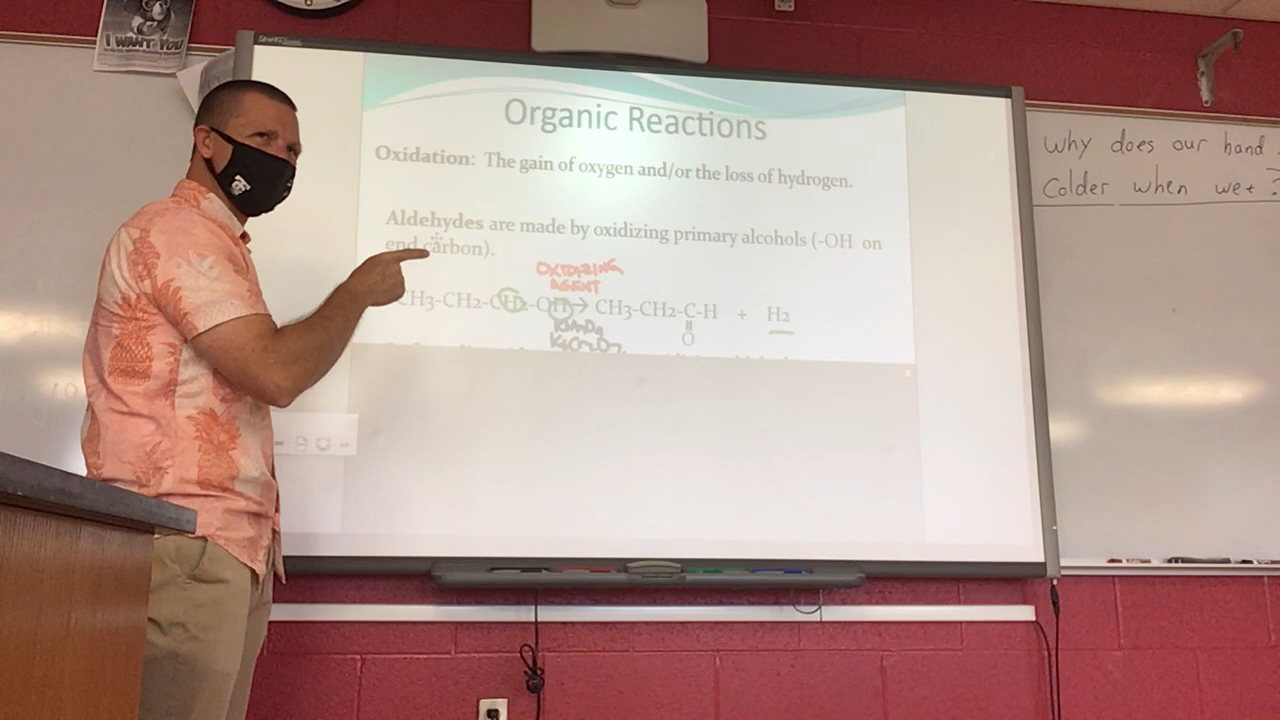 I WANT YOU
Organic Reactions
Oxidation: The gain of oxygen and/or the loss of hydrogen.
Aldehydes are made by oxidizing primary alcohols (-OH on
end carbon).
OXIDIZING
AGENT
CH3-CH2-CH2-OH → CH3-CH2-C-H + H2
=
O
KMnO4
Why does our hand
Colder when wet ?